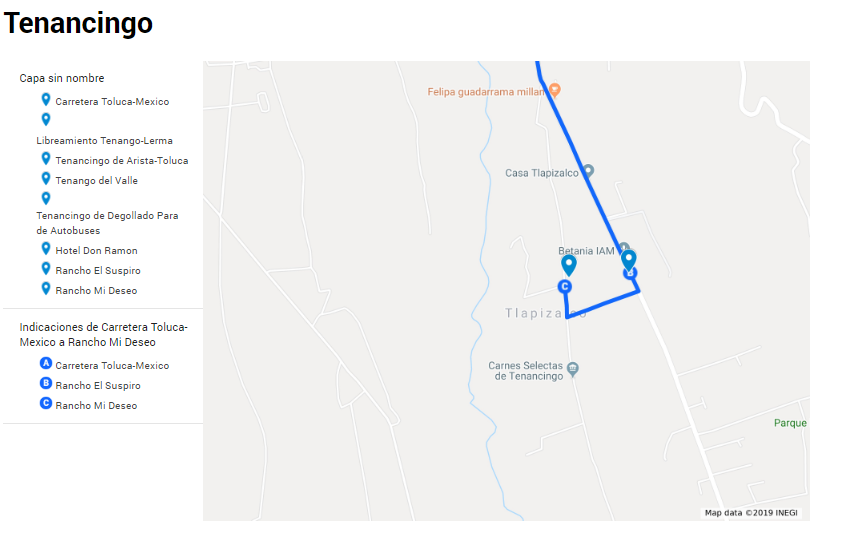 Tenancingo
Capa sin nombre
Carretera Toluca-Mexico
Libreamiento Tenango-Lerma
Tenancingo de Arista-Toluca
Tenango del Valle
Tenancingo de Degollado Para
de Autobuses
Hotel Don Ramon
Rancho El Suspiro
Rancho Mi Deseo
Indicaciones de Carretera Toluca-
Mexico a Rancho Mi Deseo
A Carretera Toluca-Mexico
B Rancho El Suspiro
C Rancho Mi Deseo
Felipa guadarrama millan
Casa Tlapizalco
Betania IAM
B
C
Carnes Selectas
de Tenancingo
Parque
Map data ©2019 INEGI